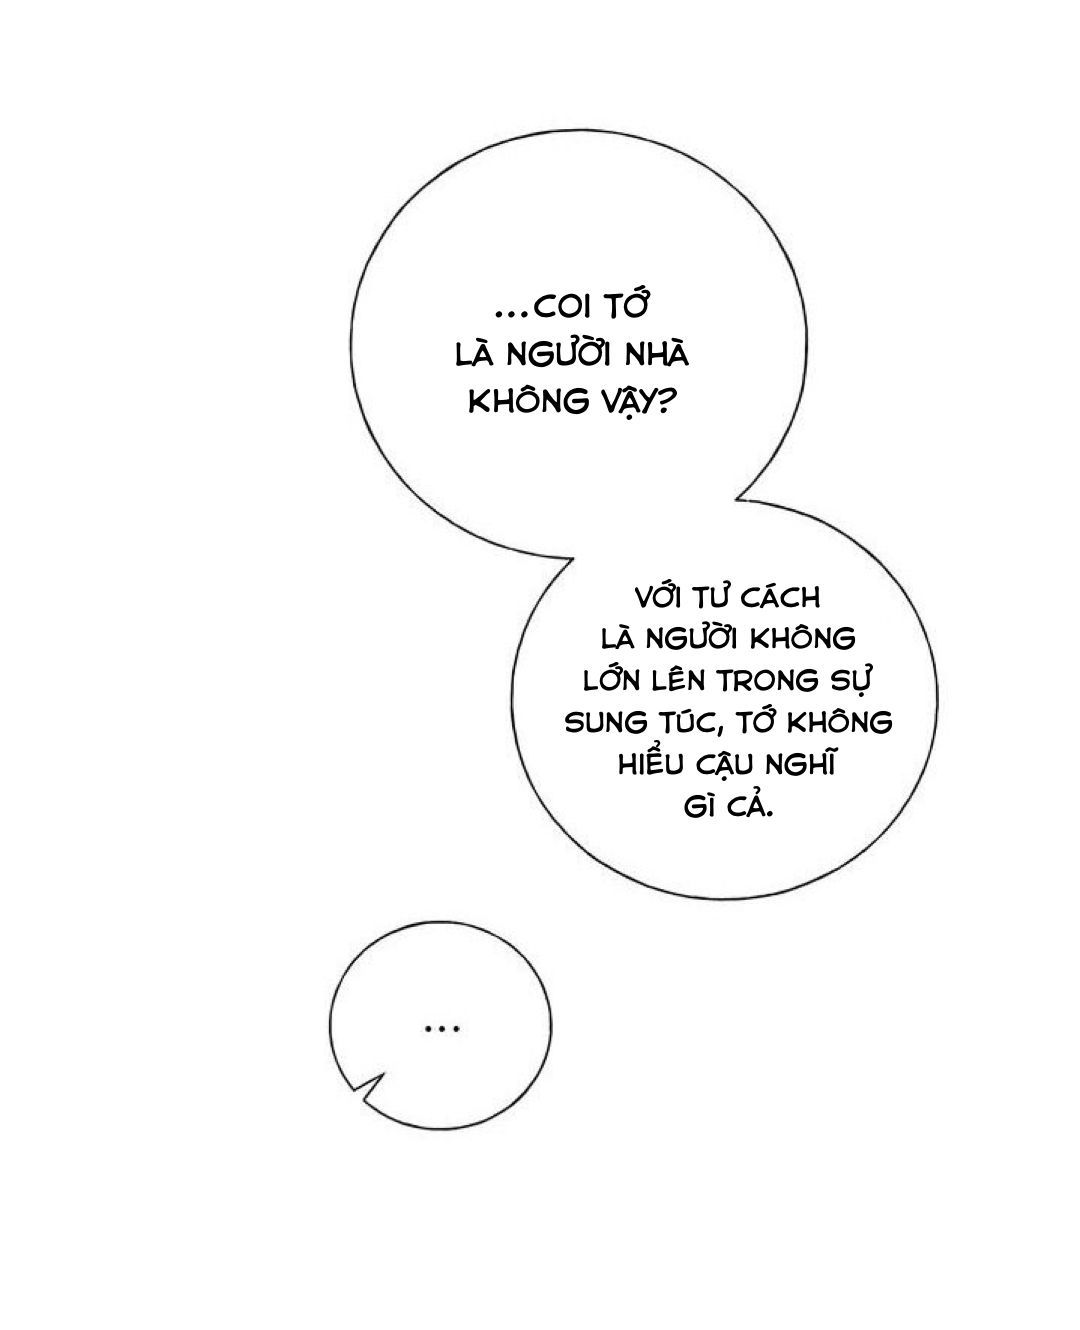 ...COI TỚ
LÀ NGƯỜI NHÀ
KHÔNG VẬY?
VỚI TƯ CÁCH
LÀ NGƯỜI KHÔNG
LỚN LÊN TRONG SỰ
SUNG TÚC, TỚ KHÔNG
HIỂU CẬU NGHĨ
GÌ CẢ.
...